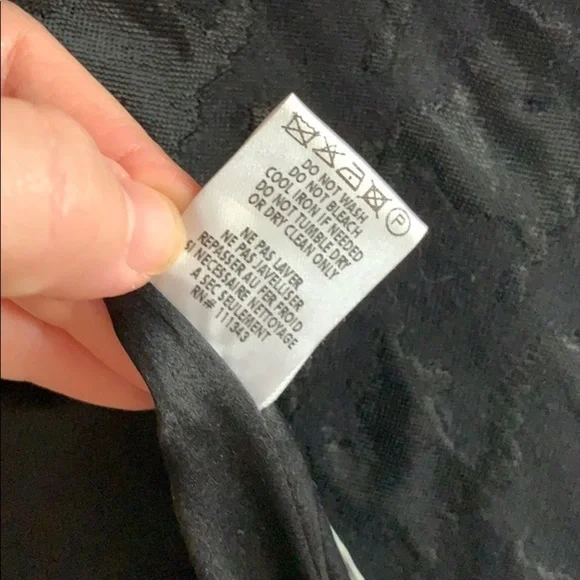 P
DO NOT WASH
DO NOT BLEACH
COOL IRON IF NEEDED
DO NOT TUMBLE DRY
OR DRY CLEAN ONLY
NE PAS LAVER
NE PAS JAVELLISER
REPASSER AU FER FROID
SI NECESSAIRE NETTOYAGE
A SEC SEULEMENT
RN# 111343